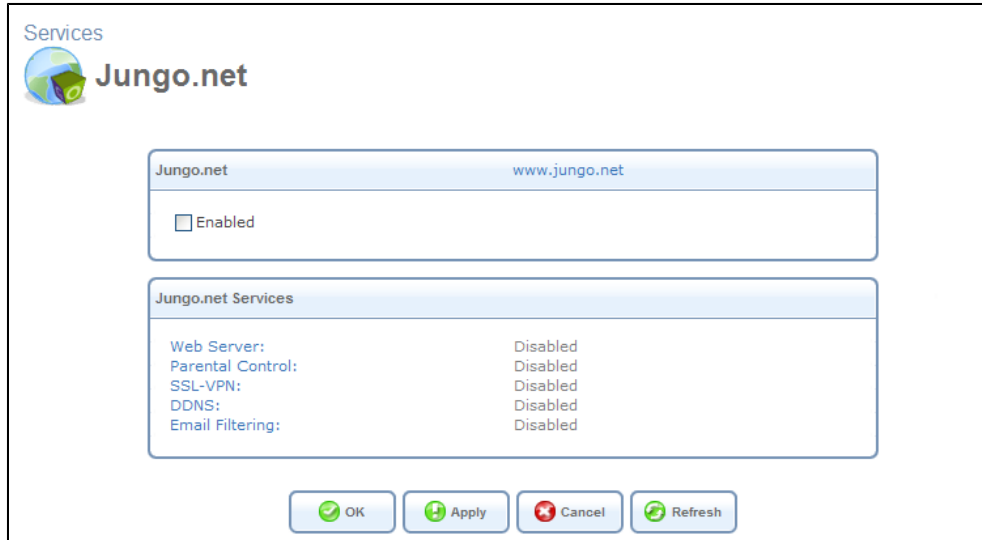 Services
Jungo.net
Jungo.net www.jungo.net
Enabled
Jungo.net Services
Web Server: Disabled
Parental Control: Disabled
SSL-VPN: Disabled
DDNS: Disabled
Email Filtering: Disabled
OK Apply Cancel Refresh